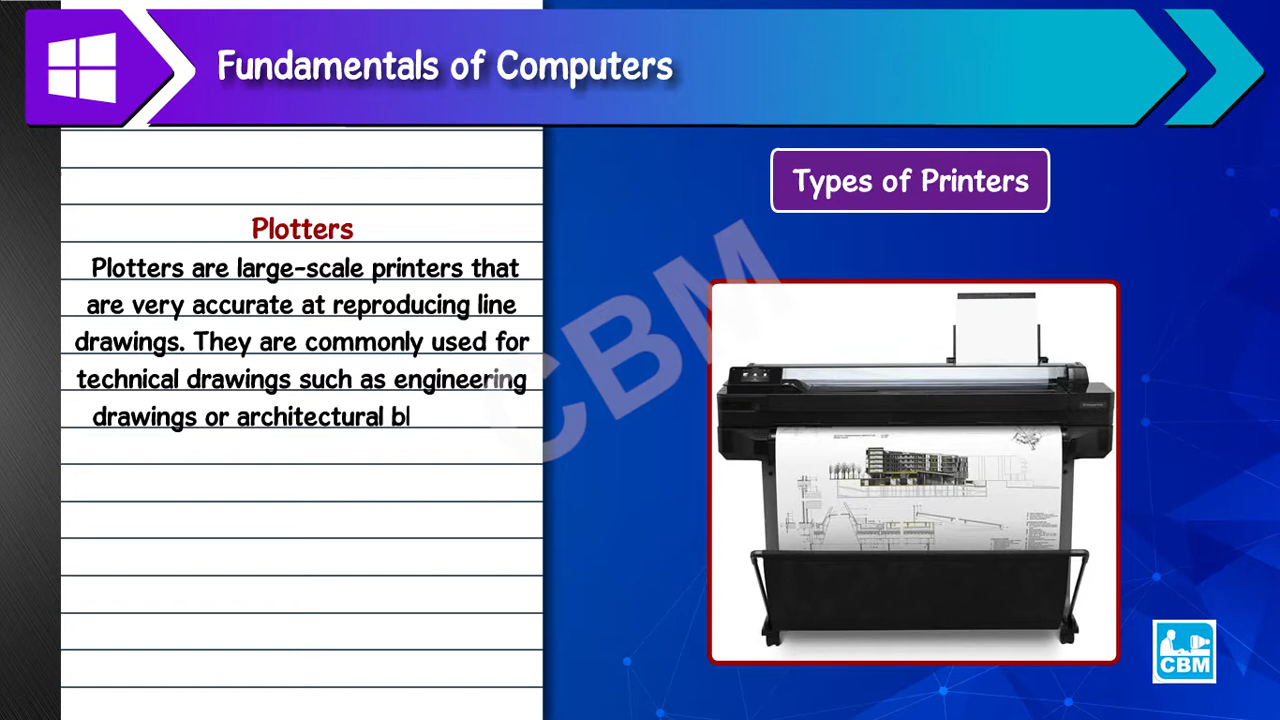 Fundamentals of Computers
Types of Printers
Plotters
Plotters are large-scale printers that
are very accurate at reproducing line
drawings. They are commonly used for
technical drawings such as engineering
drawings or architectural bl
CBM
CBM